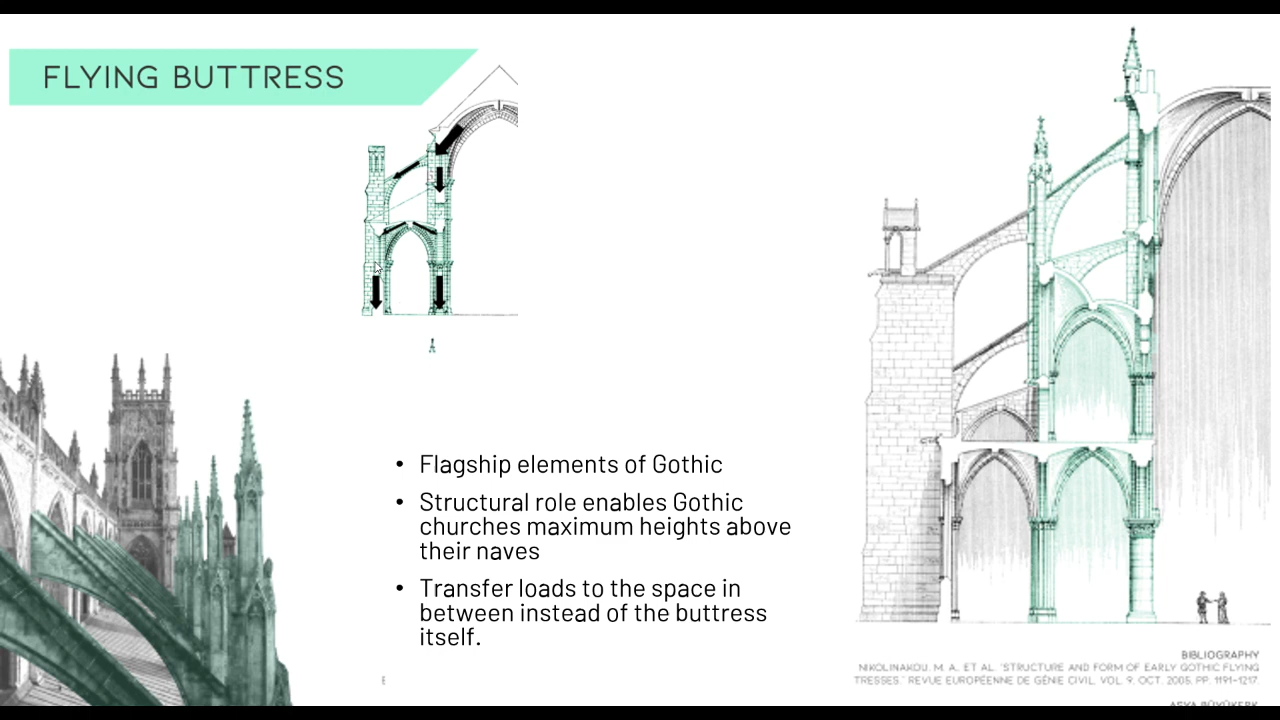 FLYING BUTTRESS
A
• Flagship elements of Gothic
• Structural role enables Gothic
churches maximum heights above
their naves
• Transfer loads to the space in
between instead of the buttress
itself.
BIBLIOGRAPHY
NIKOLINAKOU, M. A., ET AL. "STRUCTURE AND FORM OF EARLY GOTHIC FLYING
TRESSES." REVUE EUROPÉENNE DE GÉNIE CIVIL, VOL. 9, OCT. 2005, PP. 1191–1217.